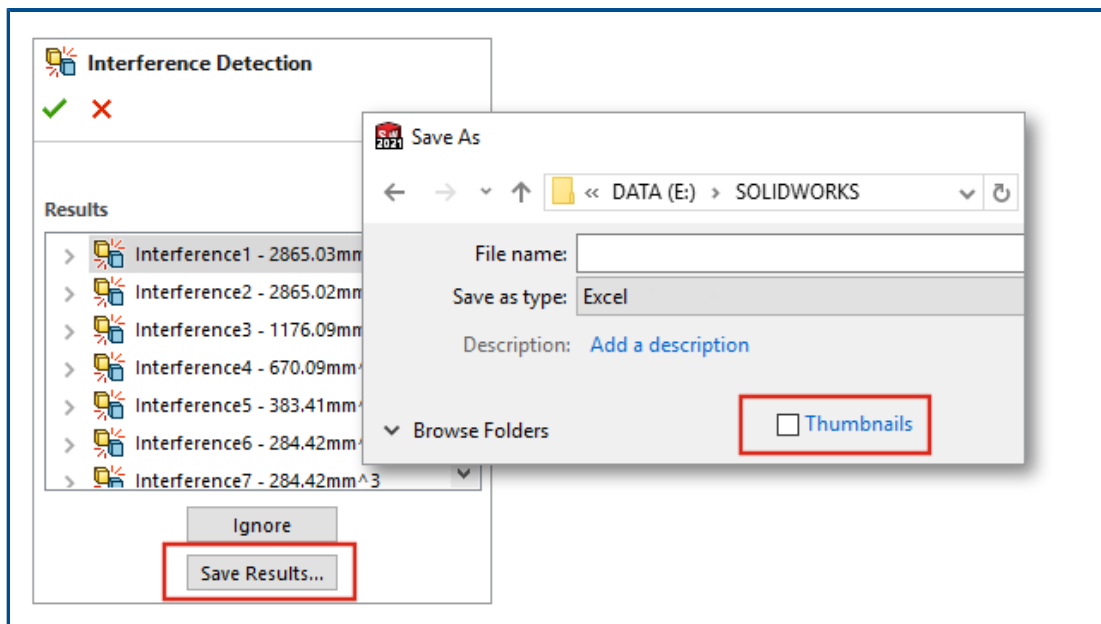 Interference Detection
Save As
« DATA (E:) > SOLIDWORKS
File name:
Save as type: Excel
Description: Add a description
Browse Folders
Thumbnails
Results
Interference1 - 2865.03mm
Interference2 - 2865.02mm
Interference3 - 1176.09mm
Interference4 - 670.09mm^
Interference5 - 383.41mm^
Interference6 - 284.42mm^
Interference7 - 284.42mm^3
Ignore
Save Results...
SW
2021